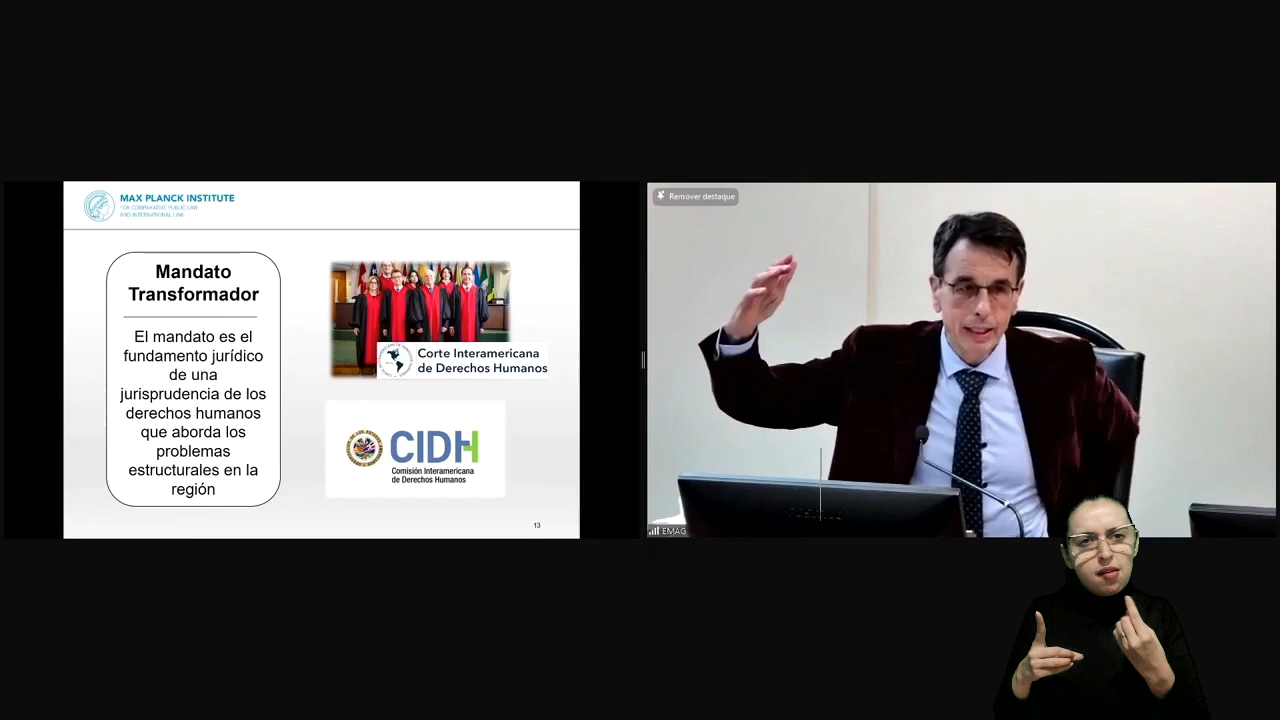 MAX PLANCK INSTITUTE
FOR COMPARATIVE PUBLIC LAW
AND INTERNATIONAL LAW
Mandato
Transformador
El mandato es el
fundamento jurídico
de una
jurisprudencia de los
derechos humanos
que aborda los
problemas
estructurales en la
región
Corte Interamericana
de Derechos Humanos
CIDH
Comisión Interamericana
de Derechos Humanos
13
Remover destaque
EMAG